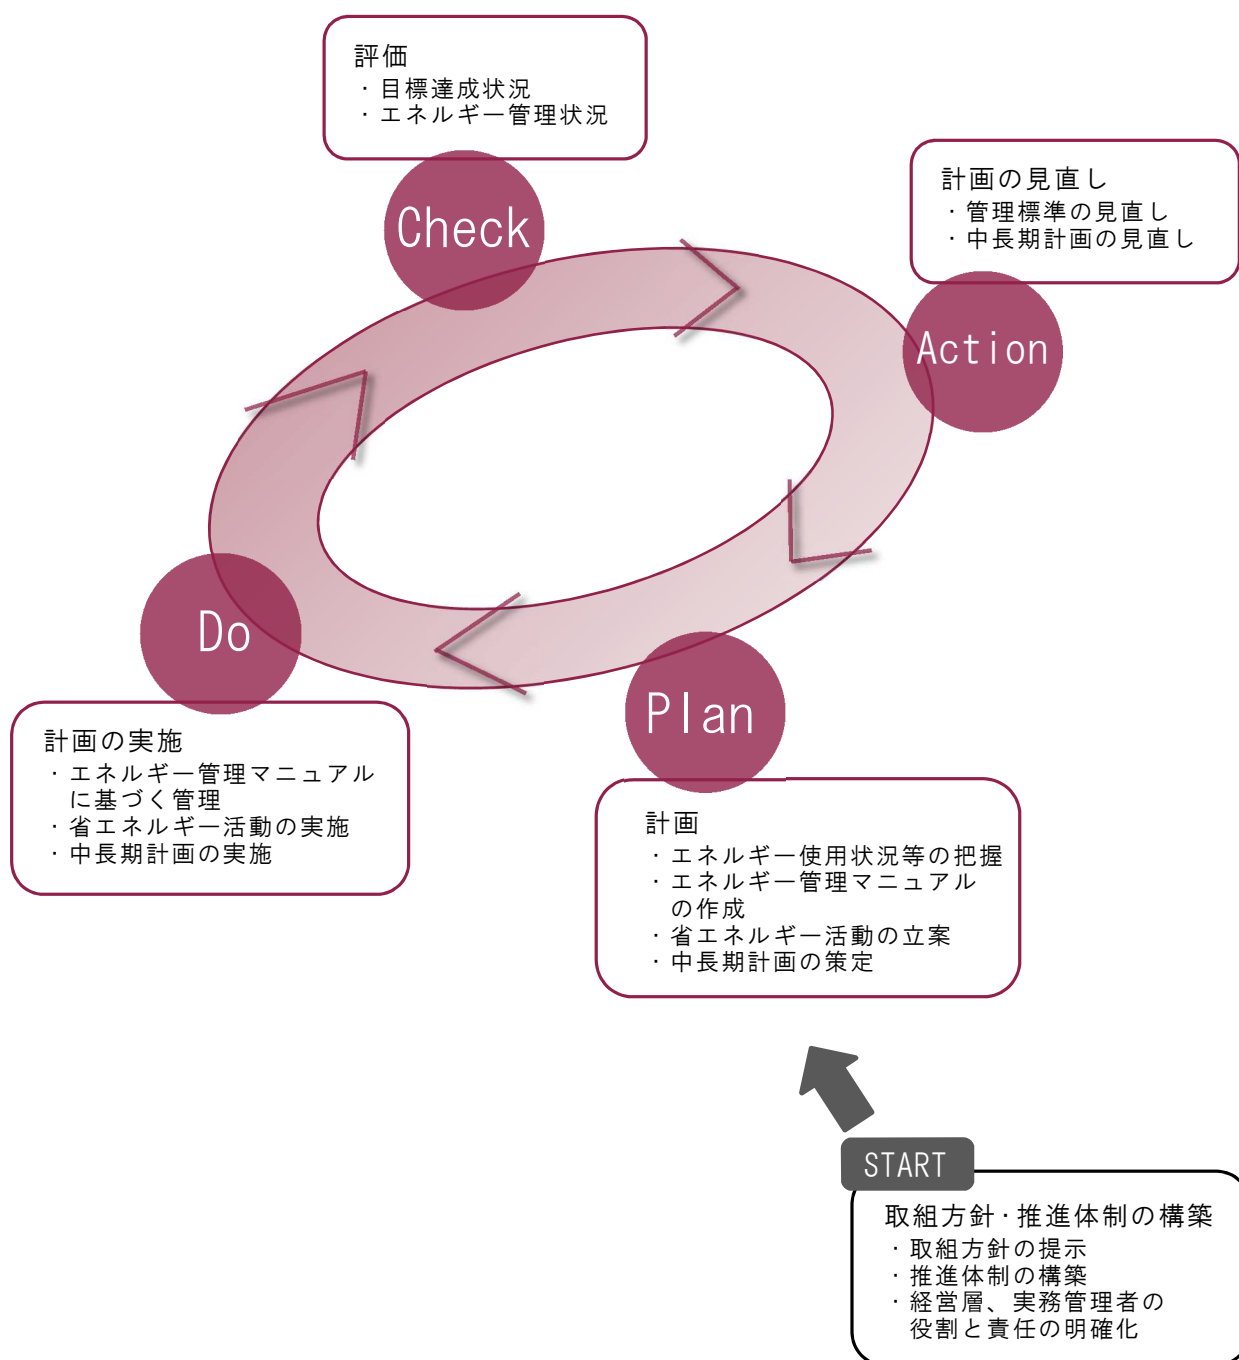 評価
・目標達成状況
・エネルギー管理状況
Check
計画の見直し
・管理標準の見直し
・中長期計画の見直し
Action
Do
計画の実施
・エネルギー管理マニュアル
に基づく管理
・省エネルギー活動の実施
・中長期計画の実施
Plan
計画
・エネルギー使用状況等の把握
・エネルギー管理マニュアル
の作成
・省エネルギー活動の立案
・中長期計画の策定
START
取組方針・推進体制の構築
・取組方針の提示
・推進体制の構築
・経営層、実務管理者の
役割と責任の明確化